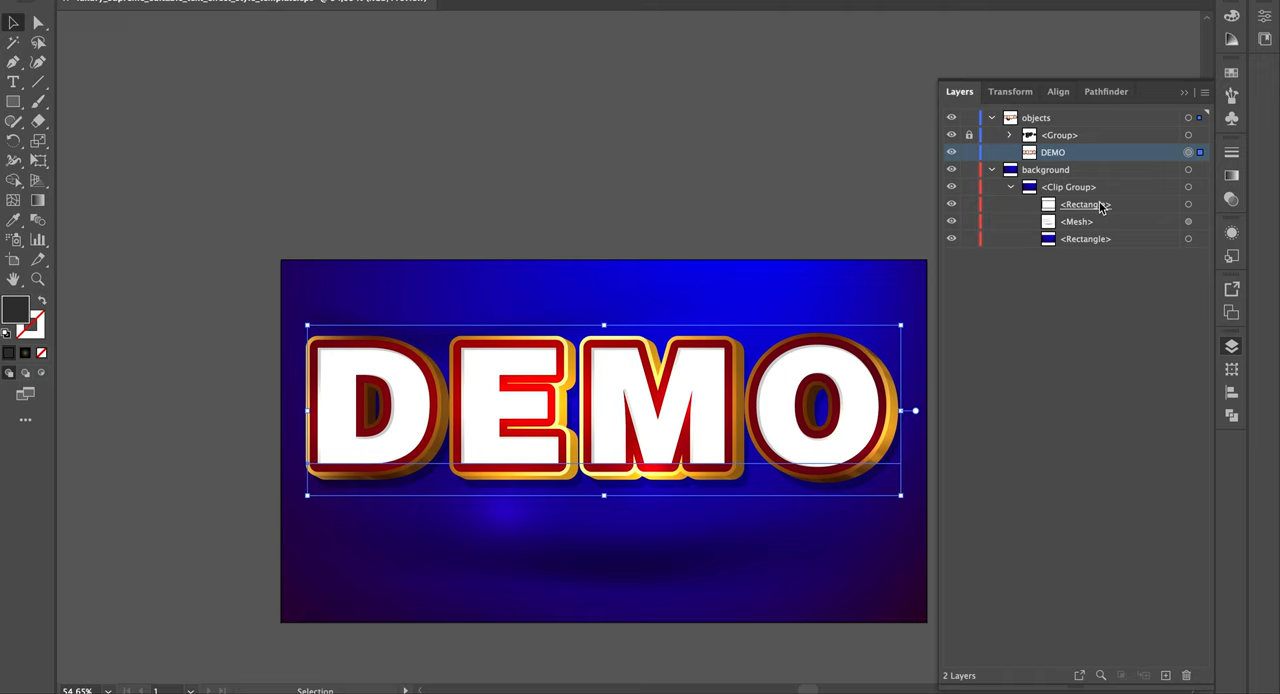 Layers Transform Align Pathfinder
objects
<Group>
DEMO
background
<Clip Group>
<Rectangle>
<Mesh>
<Rectangle>
DEMO
2 Layers
54.65% 1 Selection